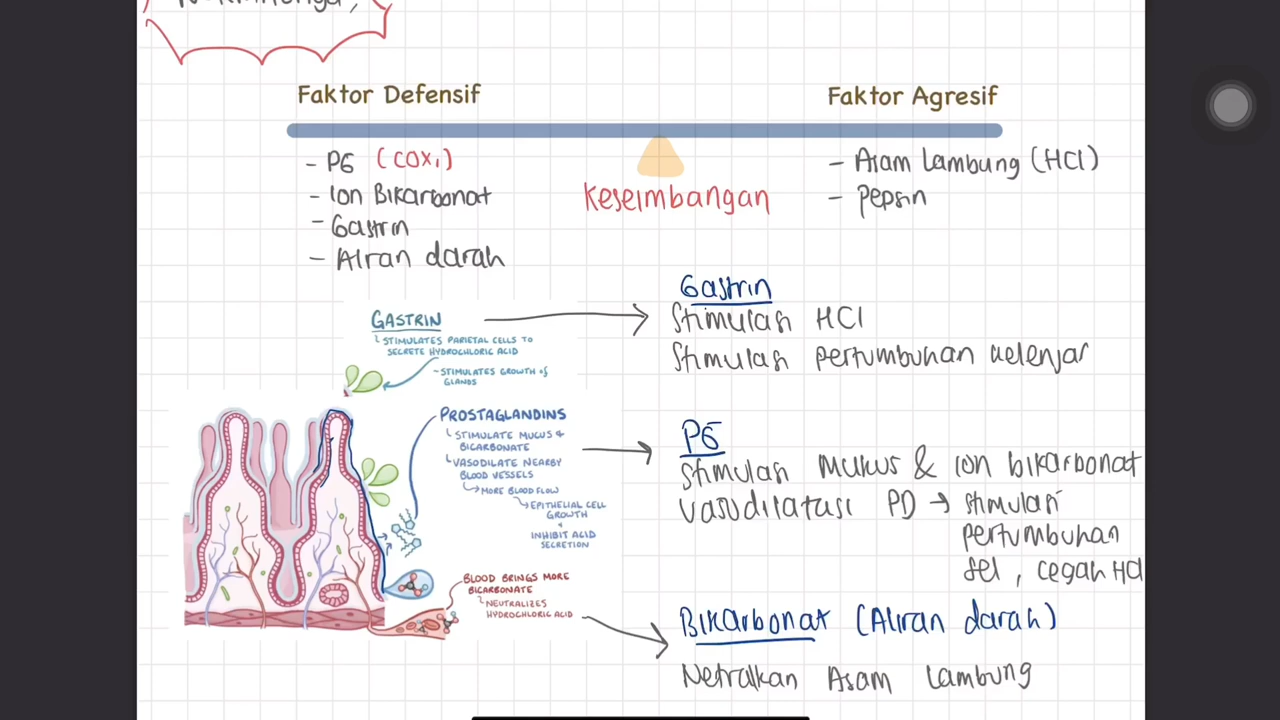 Faktor Defensif
Faktor Agresif
- PG (COX1)
- Ion Bikarbonat
- Gastrin
- Aliran darah
Keseimbangan
- Asam Lambung (HCl)
- Pepsin
GASTRIN
STIMULATES PARIETAL CELLS TO
SECRETE HYDROCHLORIC ACID
~STIMULATES GROWTH of
GLANDS
Gastrin
Stimulasi HCl
Stimulasi pertumbuhan kelenjar
PROSTAGLANDINS
STIMULATE MUCUS &
BICARBONATE
VASODILATE NEARBY
BLOOD VESSELS
MORE BLOOD FLOW
EPITHELIAL CELL
GROWTH
+
INHIBIT ACID
SECRETION
PG
Stimulasi Mukus & Ion bikarbonat
Vasodilatasi PD → stimulasi
pertumbuhan
sel, cegah HCl
BLOOD BRINGS MORE
BICARBONATE
NEUTRALIZES
HYDROCHLORIC ACID
Bikarbonat (Aliran darah)
Netralkan Asam Lambung